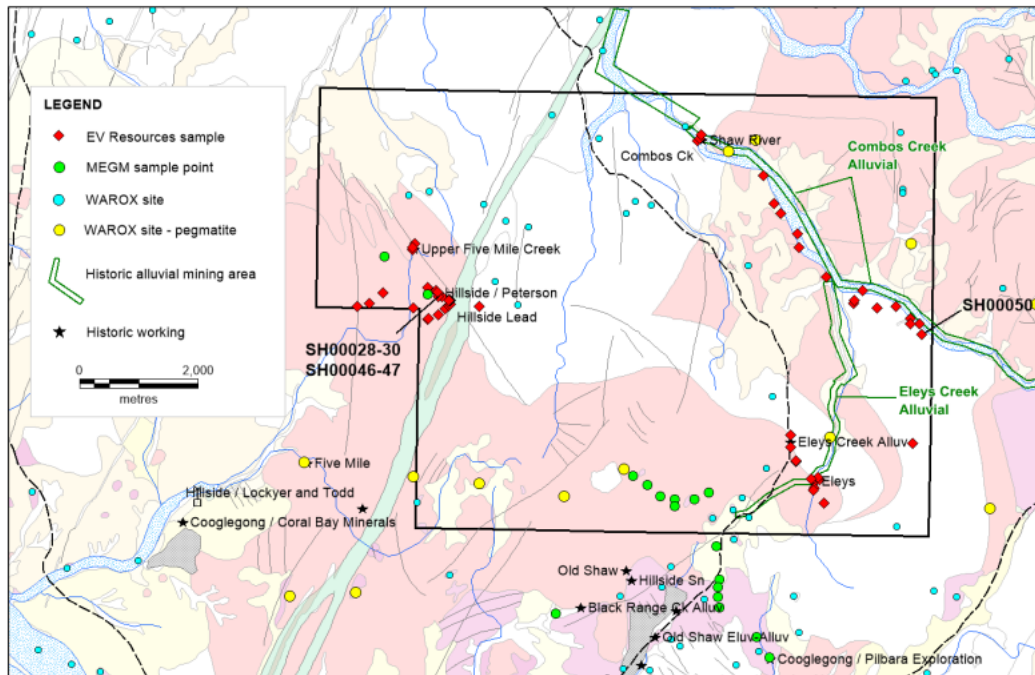 LEGEND
EV Resources sample
MEGM sample point
WAROX site
WAROX site - pegmatite
Historic alluvial mining area
Historic working
0 2,000
metres
Shaw River
Combos Ck
Combos Creek
Alluvial
Upper Five Mile Creek
Hillside / Peterson
Hillside Lead
SH00050
SH00028-30
SH00046-47
Eleys Creek
Alluvial
Eleys Creek Alluv
Five Mile
Eleys
Hillside / Lockyer and Todd
Cooglegong / Coral Bay Minerals
Old Shaw
Hillside Sn
Black Range Ck Alluv
Old Shaw Eluv Alluv
Cooglegong / Pilbara Exploration